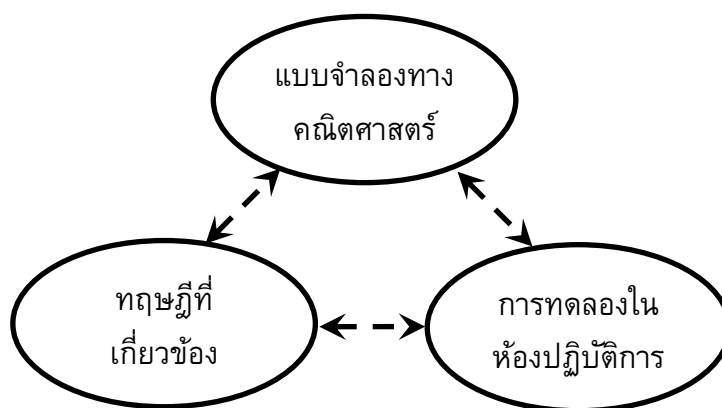 แบบจำลองทาง
คณิตศาสตร์
ทฤษฎีที่
เกี่ยวข้อง
การทดลองใน
ห้องปฏิบัติการ